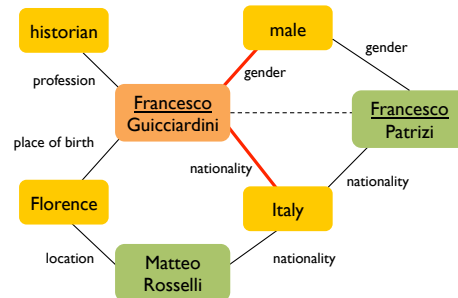 historian
male
gender
gender
profession
Francesco
Guicciardini
Francesco
Patrizi
place of birth
nationality
nationality
Florence
Italy
location
Matteo
Rosselli
nationality